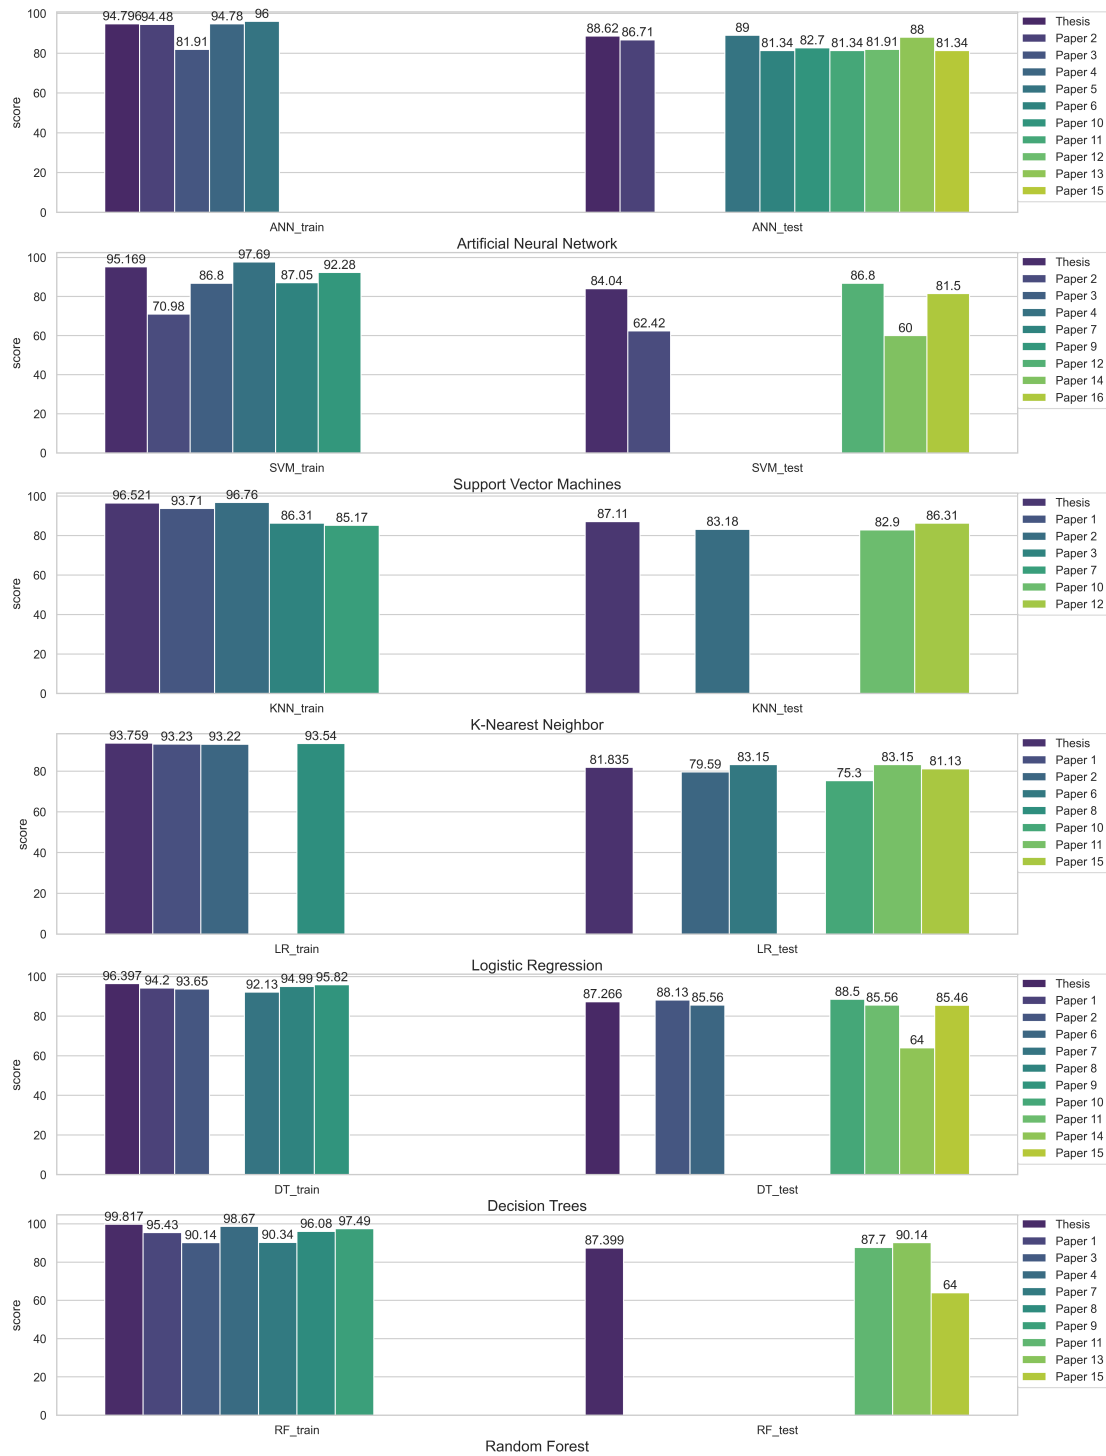 94.796 94.48 81.91 94.78 96 88.62 86.71 89 81.34 82.7 81.34 81.91 88 81.34
100
80
60
40
20
0
score
ANN_train ANN_test
Artificial Neural Network
Thesis
Paper 2
Paper 3
Paper 4
Paper 5
Paper 6
Paper 10
Paper 11
Paper 12
Paper 13
Paper 15
95.169 70.98 86.8 97.69 87.05 92.28 84.04 62.42 86.8 60 81.5
100
80
60
40
20
0
score
SVM_train SVM_test
Support Vector Machines
Thesis
Paper 2
Paper 3
Paper 4
Paper 7
Paper 9
Paper 12
Paper 14
Paper 16
96.521 93.71 96.76 86.31 85.17 87.11 83.18 82.9 86.31
100
80
60
40
20
0
score
KNN_train KNN_test
K-Nearest Neighbor
Thesis
Paper 1
Paper 2
Paper 3
Paper 7
Paper 10
Paper 12
93.759 93.23 93.22 93.54 81.835 79.59 83.15 75.3 83.15 81.13
80
60
40
20
0
score
LR_train LR_test
Logistic Regression
Thesis
Paper 1
Paper 2
Paper 6
Paper 8
Paper 10
Paper 11
Paper 15
96.397 94.2 93.65 92.13 94.99 95.82 87.266 88.13 85.56 88.5 85.56 64 85.46
100
80
60
40
20
0
score
DT_train DT_test
Decision Trees
Thesis
Paper 1
Paper 2
Paper 6
Paper 7
Paper 8
Paper 9
Paper 10
Paper 11
Paper 14
Paper 15
99.817 95.43 90.14 98.67 90.34 96.08 97.49 87.399 87.7 90.14 64
100
80
60
40
20
0
score
RF_train RF_test
Random Forest
Thesis
Paper 1
Paper 3
Paper 4
Paper 7
Paper 8
Paper 9
Paper 11
Paper 13
Paper 15